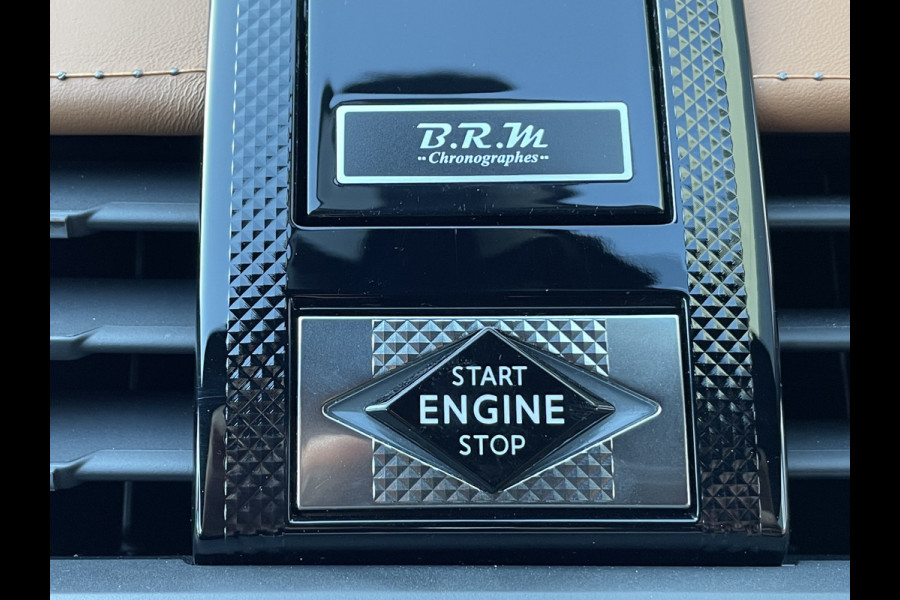 B.R.M
Chronographes
START
ENGINE
STOP